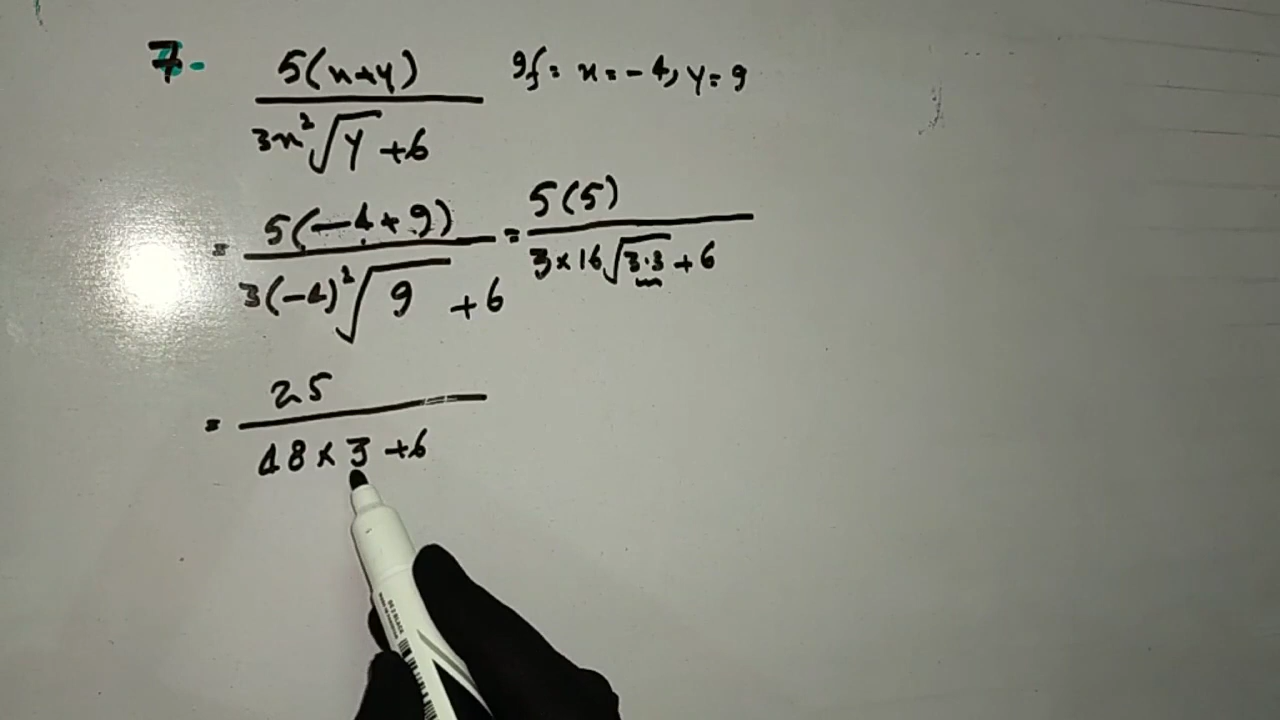 7. 5(x+y) / 3x²√y +6 9f = x = -4, y = 9
= 5(-4+9) / 3(-4)²√9 +6 = 5(5) / 3×16√3·3 +6
= 25 / 48×3 +6